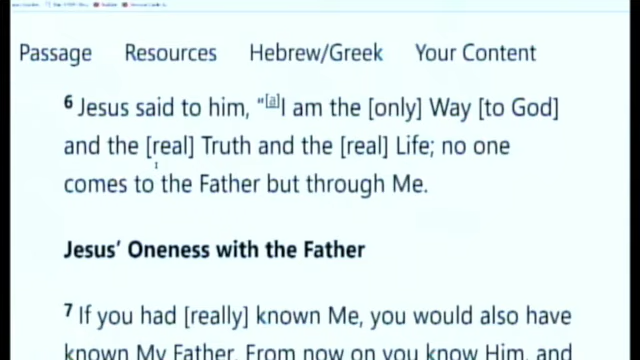 Passage Resources Hebrew/Greek Your Content
6 Jesus said to him, "[a]I am the [only] Way [to God]
and the [real] Truth and the [real] Life; no one
comes to the Father but through Me.
Jesus' Oneness with the Father
7 If you had [really] known Me, you would also have
known My Father. From now on you know Him, and